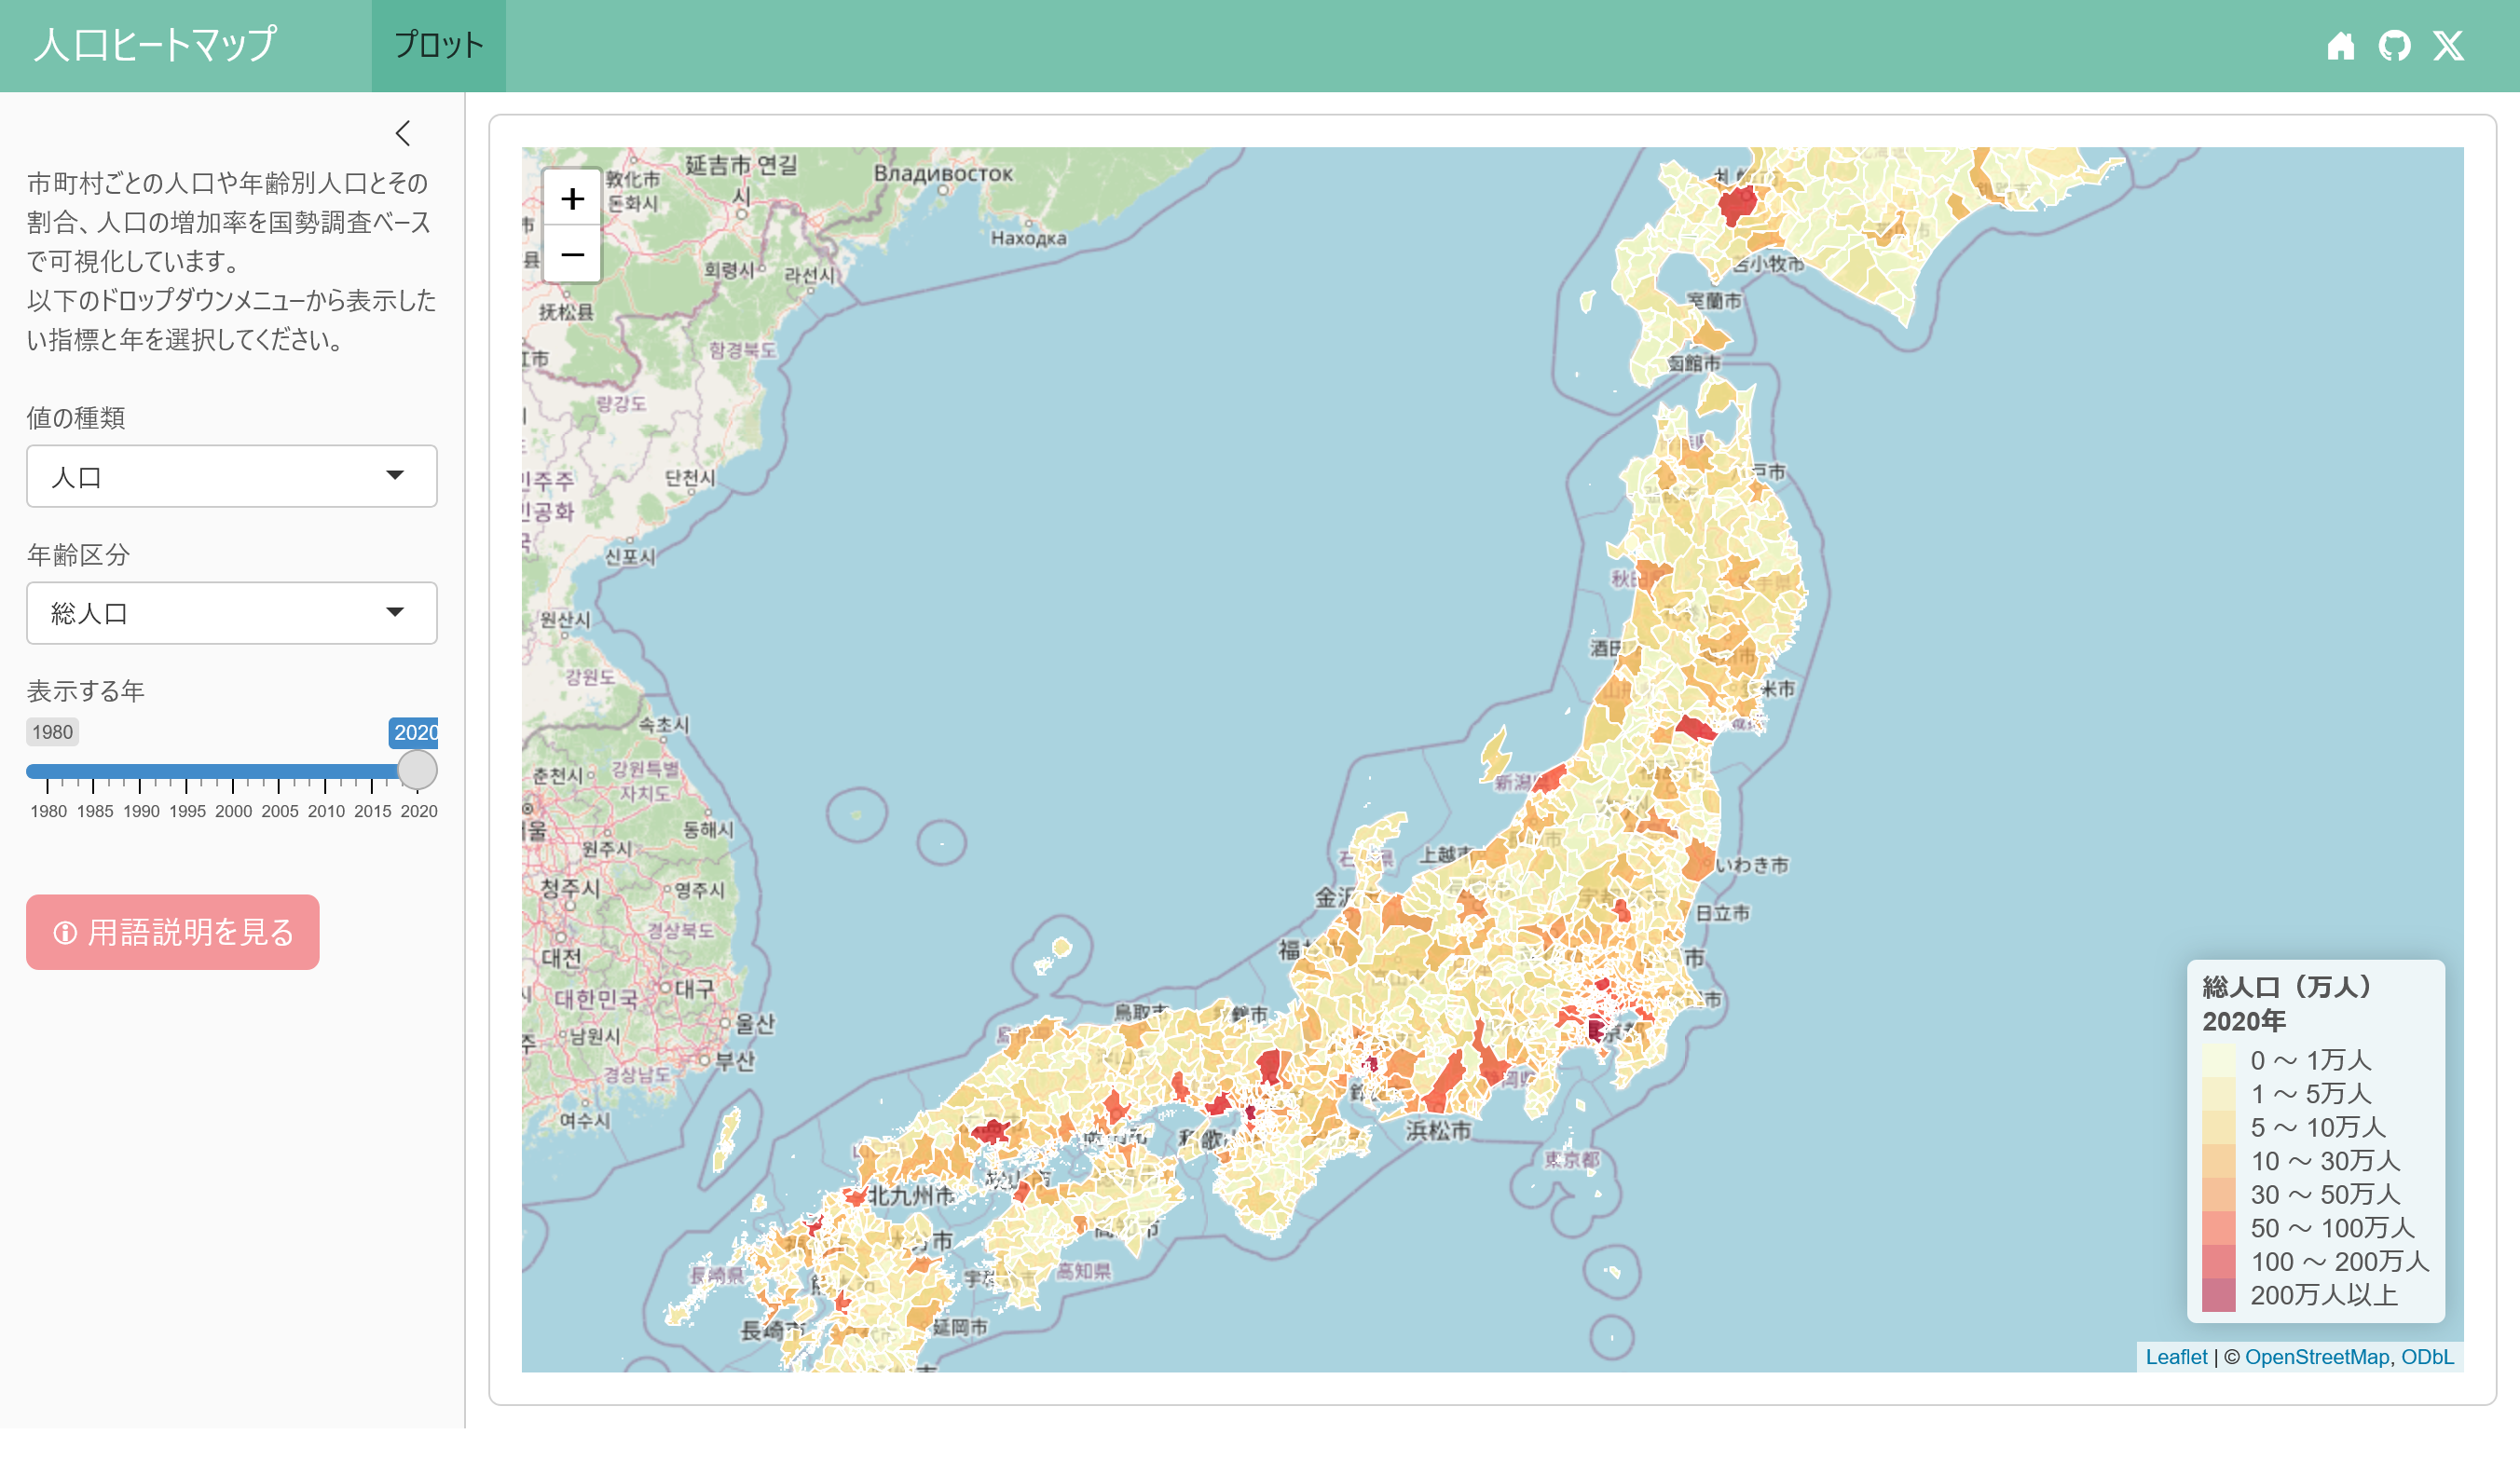 人口ヒートマップ
プロット
市町村ごとの人口や年齢別人口とその
割合、人口の増加率を国勢調査ベース
で可視化しています。
以下のドロップダウンメニューから表示した
い指標と年を選択してください。
値の種類
人口
年齢区分
総人口
表示する年
1980
2020
1980 1985 1990 1995 2000 2005 2010 2015 2020
用語説明を見る
+
−
延吉市 연길
시
敦化市
돈화시
Владивосток
Находка
회령시
라선시
抚松县
함경북도
량강도
단천시
신포시
원산시
강원도
속초시
춘천시
강원특별
자치도
동해시
원주시
청주시
영주시
경상북도
대전
대한민국
대구
남원시
울산
부산
경상남도
여수시
苫小牧市
室蘭市
函館市
いわき市
日立市
浜松市
東京都
北九州市
高知市
高知県
長崎県
長崎市
延岡市
総人口（万人）
2020年
0 ～ 1万人
1 ～ 5万人
5 ～ 10万人
10 ～ 30万人
30 ～ 50万人
50 ～ 100万人
100 ～ 200万人
200万人以上
Leaflet | © OpenStreetMap, ODbL